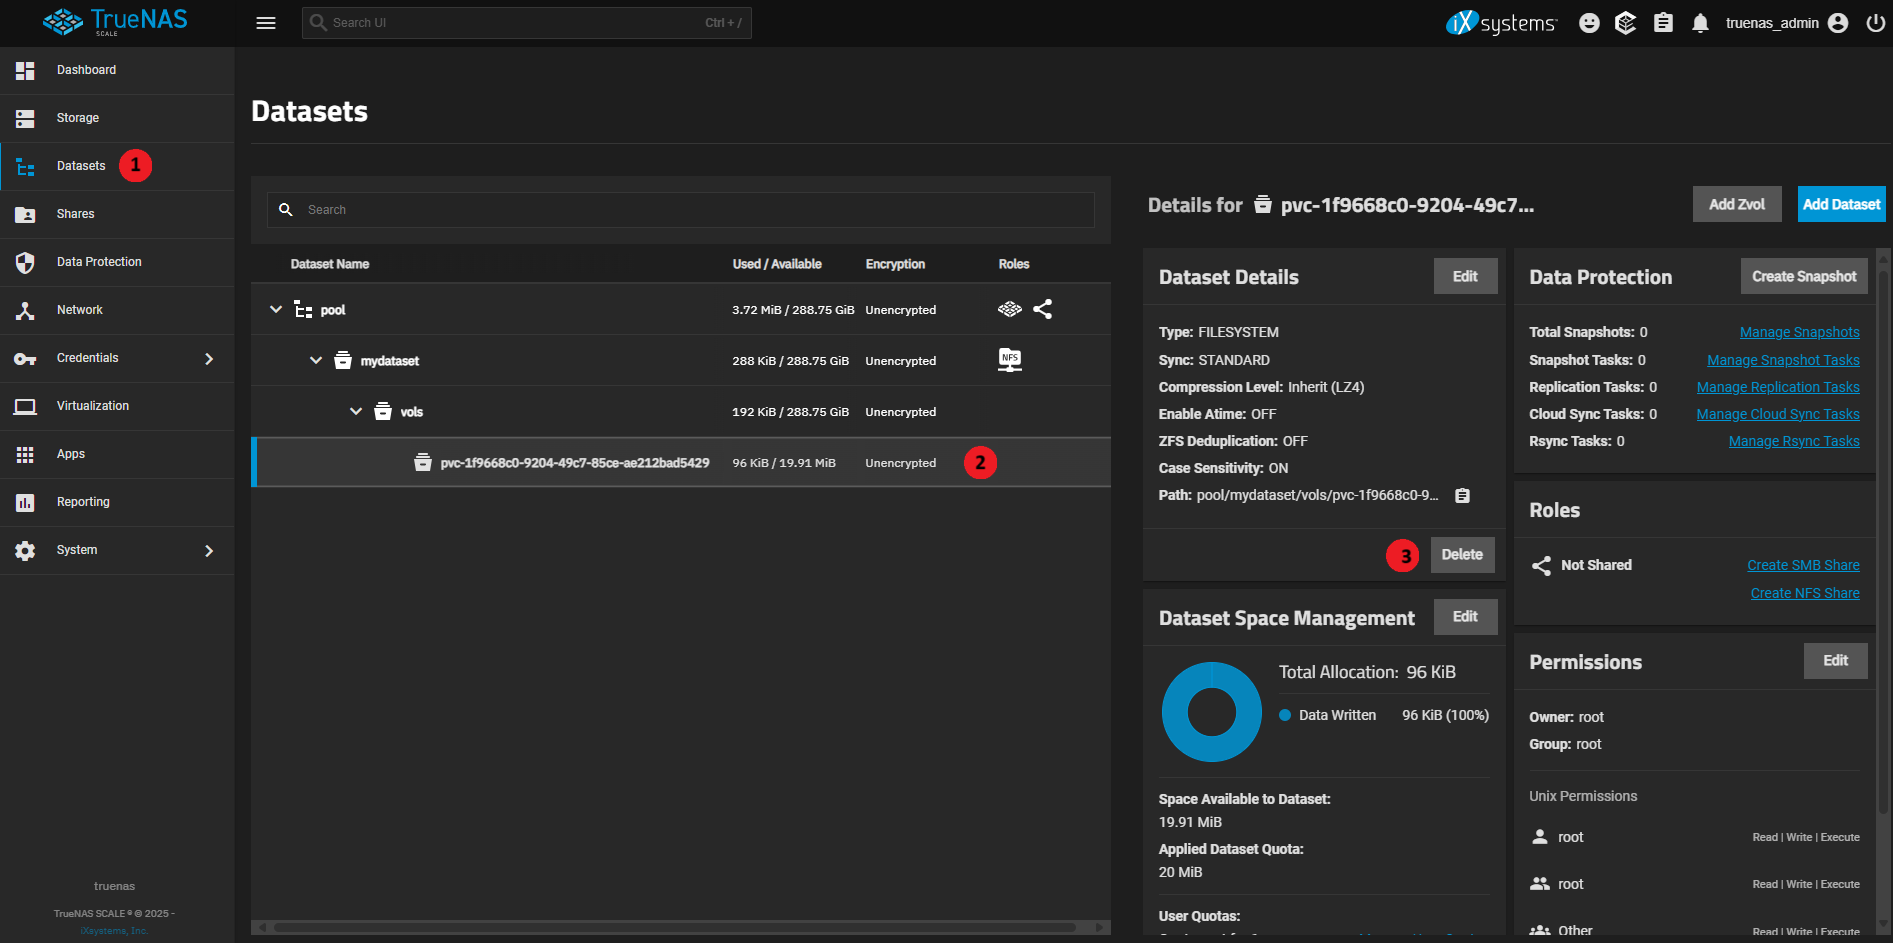 TrueNAS
SCALE
Search UI
Ctrl + /
iXsystems
truenas_admin
Dashboard
Storage
Datasets
1
Shares
Data Protection
Network
Credentials
Virtualization
Apps
Reporting
System
truenas
TrueNAS SCALE ® © 2025 -
iXsystems, Inc.
Datasets
Search
Dataset Name Used / Available Encryption Roles
pool 3.72 MiB / 288.75 GiB Unencrypted
mydataset 288 KiB / 288.75 GiB Unencrypted NFS
vols 192 KiB / 288.75 GiB Unencrypted
pvc-1f9668c0-9204-49c7-85ce-ae212bad5429 96 KiB / 19.91 MiB Unencrypted 2
Details for pvc-1f9668c0-9204-49c7...
Add Zvol
Add Dataset
Dataset Details
Edit
Type: FILESYSTEM
Sync: STANDARD
Compression Level: Inherit (LZ4)
Enable Atime: OFF
ZFS Deduplication: OFF
Case Sensitivity: ON
Path: pool/mydataset/vols/pvc-1f9668c0-9...
3
Delete
Dataset Space Management
Edit
Total Allocation: 96 KiB
Data Written 96 KiB (100%)
Space Available to Dataset:
19.91 MiB
Applied Dataset Quota:
20 MiB
User Quotas:
Data Protection
Create Snapshot
Total Snapshots: 0 Manage Snapshots
Snapshot Tasks: 0 Manage Snapshot Tasks
Replication Tasks: 0 Manage Replication Tasks
Cloud Sync Tasks: 0 Manage Cloud Sync Tasks
Rsync Tasks: 0 Manage Rsync Tasks
Roles
Not Shared Create SMB Share
Create NFS Share
Permissions
Edit
Owner: root
Group: root
Unix Permissions
root Read | Write | Execute
root Read | Write | Execute
Other Read | Write | Execute